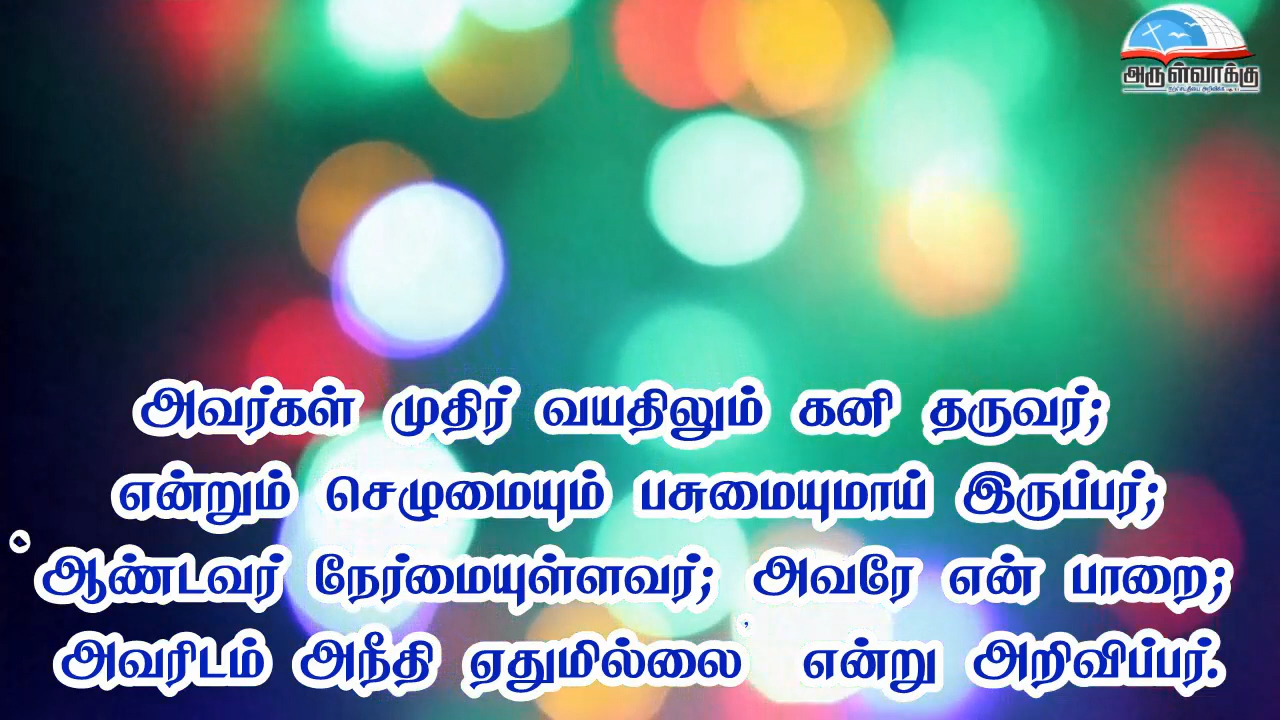 அருள்வாக்கு
அவர்கள் முதிர் வயதிலும் கனி தருவர்;
என்றும் செழுமையும் பசுமையுமாய் இருப்பர்;
‘ஆண்டவர் நேர்மையுள்ளவர்; அவரே என் பாறை;
அவரிடம் அநீதி ஏதுமில்லை’ என்று அறிவிப்பர்.